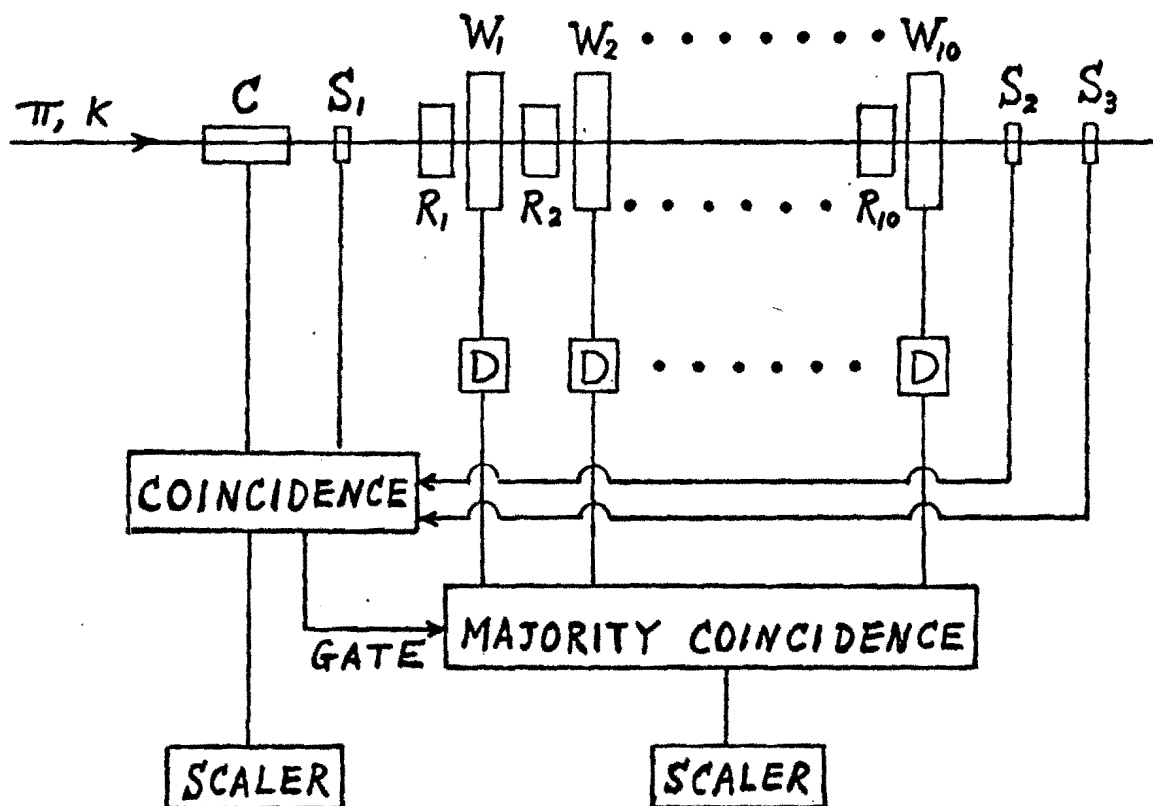 W1 W2 W10
π, K C S1 S2 S3
R1 R2 R10
D D D
COINCIDENCE
GATE MAJORITY COINCIDENCE
SCALER SCALER